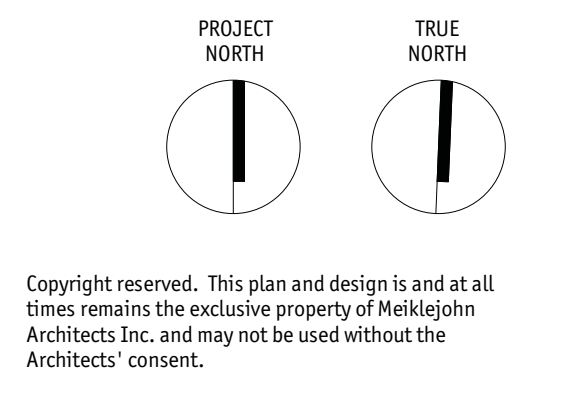 PROJECT NORTH
TRUE NORTH
Copyright reserved.  This plan and design is and at all
times remains the exclusive property of Meiklejohn
Architects Inc. and may not be used without the
Architects' consent.